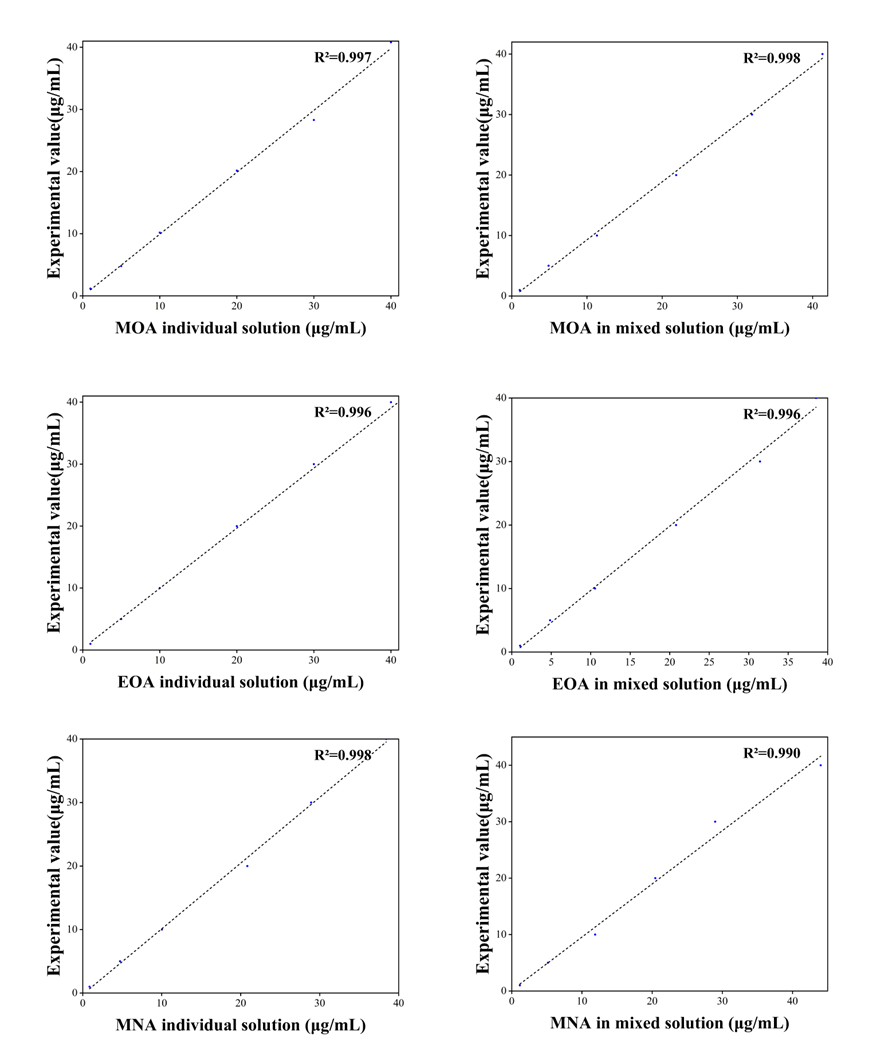 R²=0.997
Experimental value(µg/mL)
40
30
20
10
0
0 10 20 30 40
MOA individual solution (µg/mL)
R²=0.998
Experimental value(µg/mL)
40
30
20
10
0
0 10 20 30 40
MOA in mixed solution (µg/mL)
R²=0.996
Experimental value(µg/mL)
40
30
20
10
0
0 10 20 30 40
EOA individual solution (µg/mL)
R²=0.996
Experimental value(µg/mL)
40
30
20
10
0
0 5 10 15 20 25 30 35 40
EOA in mixed solution (µg/mL)
R²=0.998
Experimental value(µg/mL)
40
30
20
10
0
0 10 20 30 40
MNA individual solution (µg/mL)
R²=0.990
Experimental value(µg/mL)
40
30
20
10
0
0 10 20 30 40
MNA in mixed solution (µg/mL)